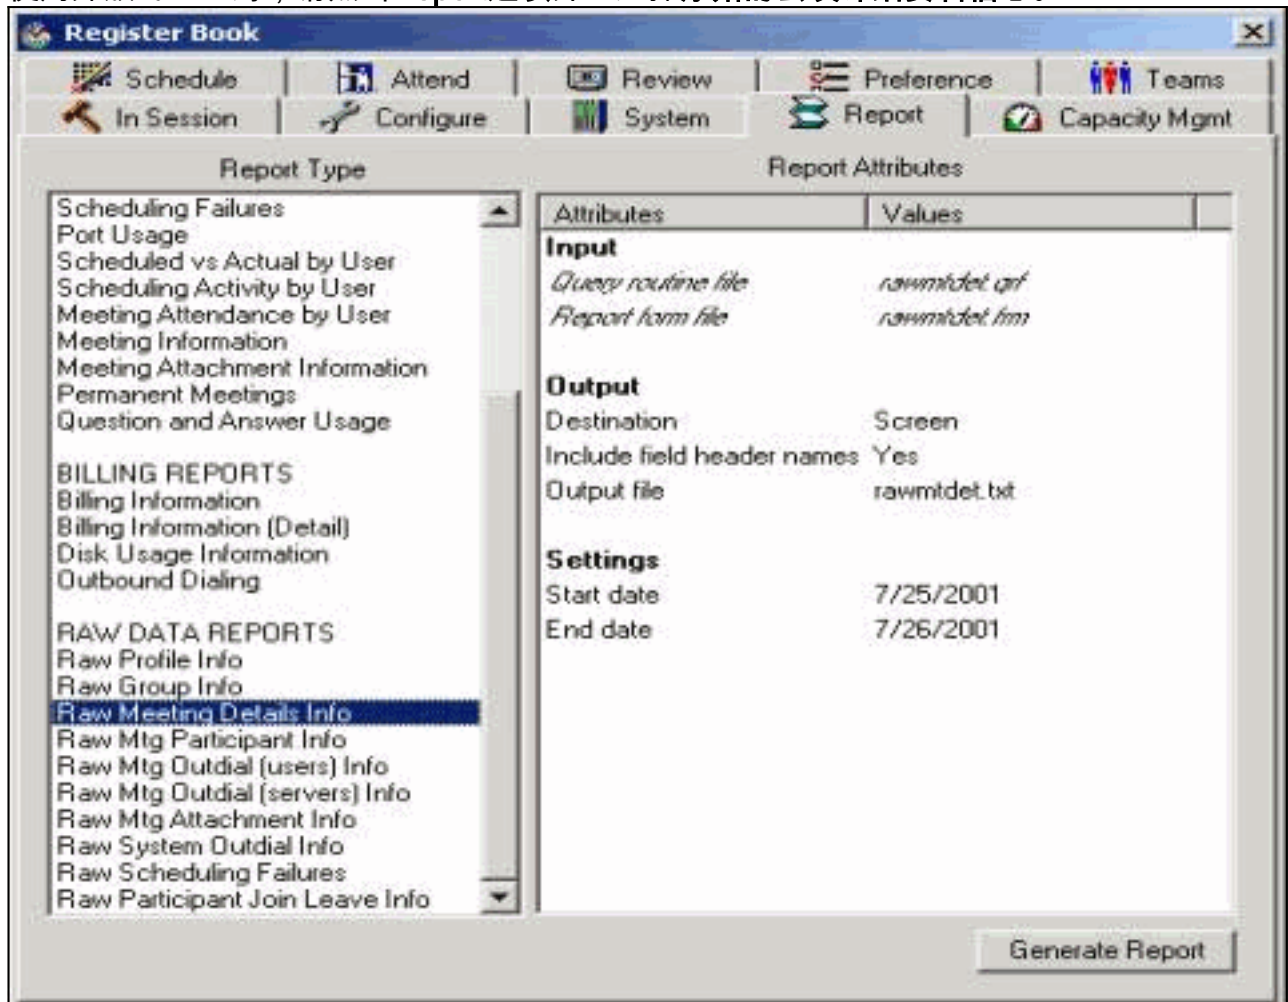 Register Book
Schedule
Attend
Review
Preference
Teams
In Session
Configure
System
Report
Capacity Mgmt
Report Type
Scheduling Failures
Port Usage
Scheduled vs Actual by User
Scheduling Activity by User
Meeting Attendance by User
Meeting Information
Meeting Attachment Information
Permanent Meetings
Question and Answer Usage
BILLING REPORTS
Billing Information
Billing Information (Detail)
Disk Usage Information
Outbound Dialing
RAW DATA REPORTS
Raw Profile Info
Raw Group Info
Raw Meeting Details Info
Raw Mtg Participant Info
Raw Mtg Outdial (users) Info
Raw Mtg Outdial (servers) Info
Raw Mtg Attachment Info
Raw System Outdial Info
Raw Scheduling Failures
Raw Participant Join Leave Info
Report Attributes
Attributes Values
Input
Query routine file rawmtdet.qrf
Report form file rawmtdet.frm
Output
Destination Screen
Include field header names Yes
Output file rawmtdet.txt
Settings
Start date 7/25/2001
End date 7/26/2001
Generate Report